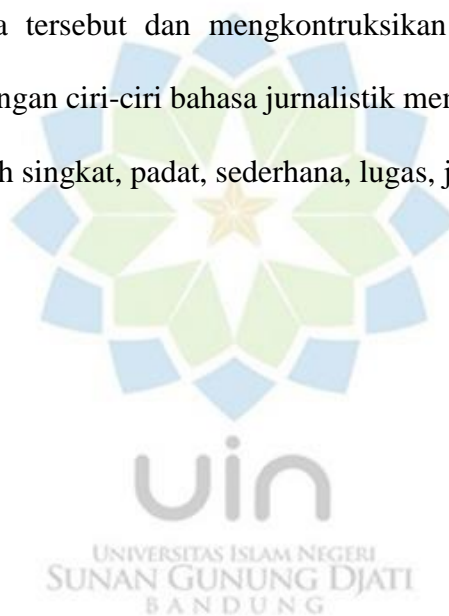 a tersebut dan mengkontruksikan
ngan ciri-ciri bahasa jurnalistik men
h singkat, padat, sederhana, lugas, j
uin
UNIVERSITAS ISLAM NEGERI
SUNAN GUNUNG DJATI
BANDUNG